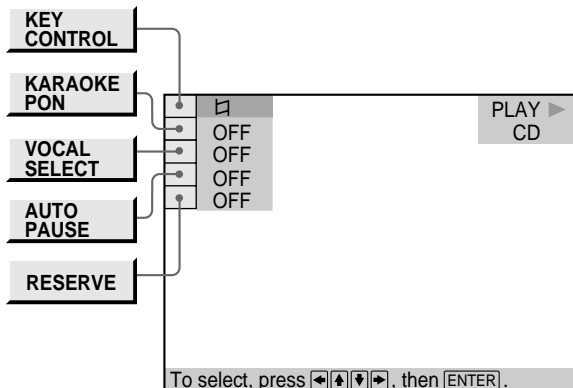 KEY
CONTROL
KARAOKE
PON
VOCAL
SELECT
AUTO
PAUSE
RESERVE
♮
OFF
OFF
OFF
OFF
PLAY ▶
CD
To select, press ←↑↓→, then ENTER.